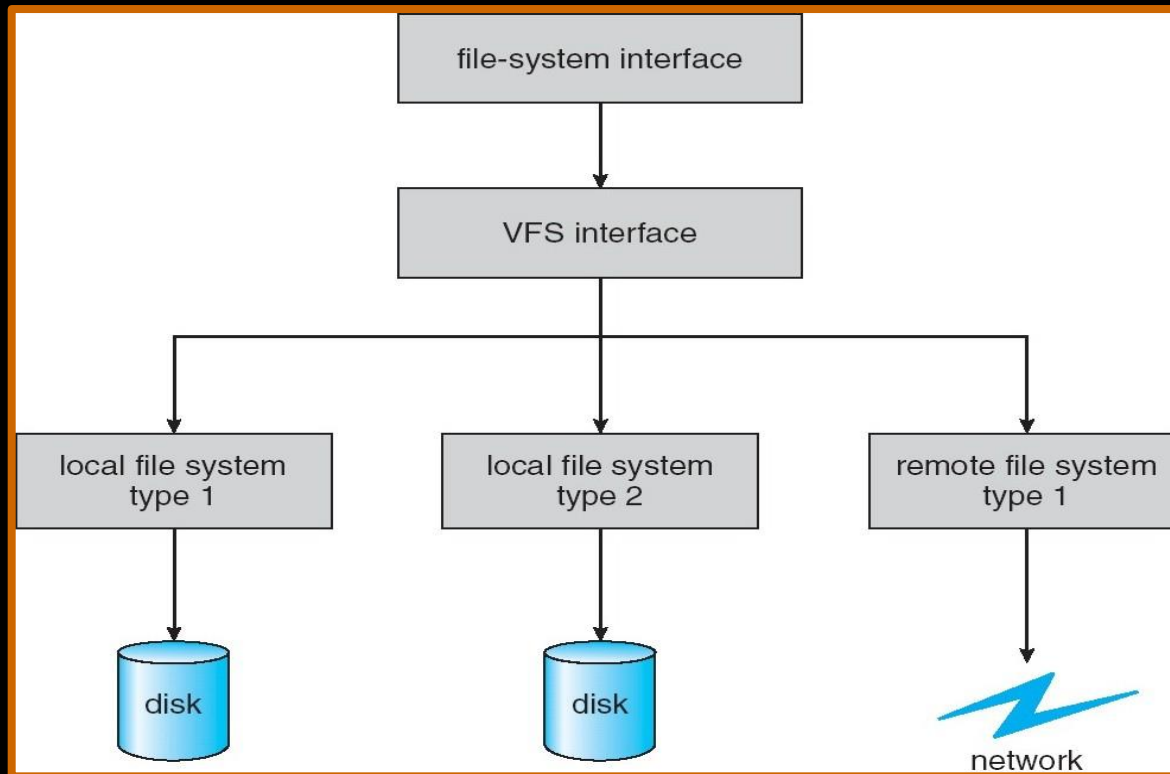 file-system interface
VFS interface
local file system
type 1
local file system
type 2
remote file system
type 1
disk
disk
network